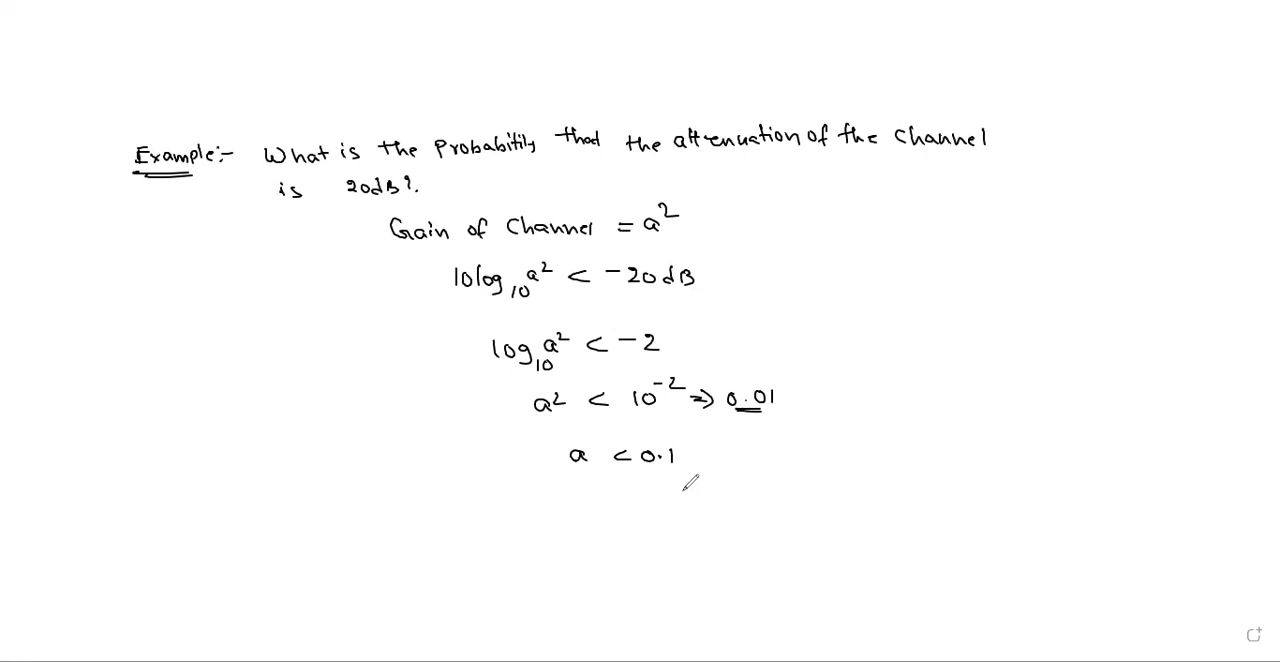 Example:- What is the Probability that the attenuation of the channel
is 20dB?.
Gain of Channel = a²
10log₁₀a² < -20dB
log₁₀a² < -2
a² < 10⁻² => 0.01
a < 0.1